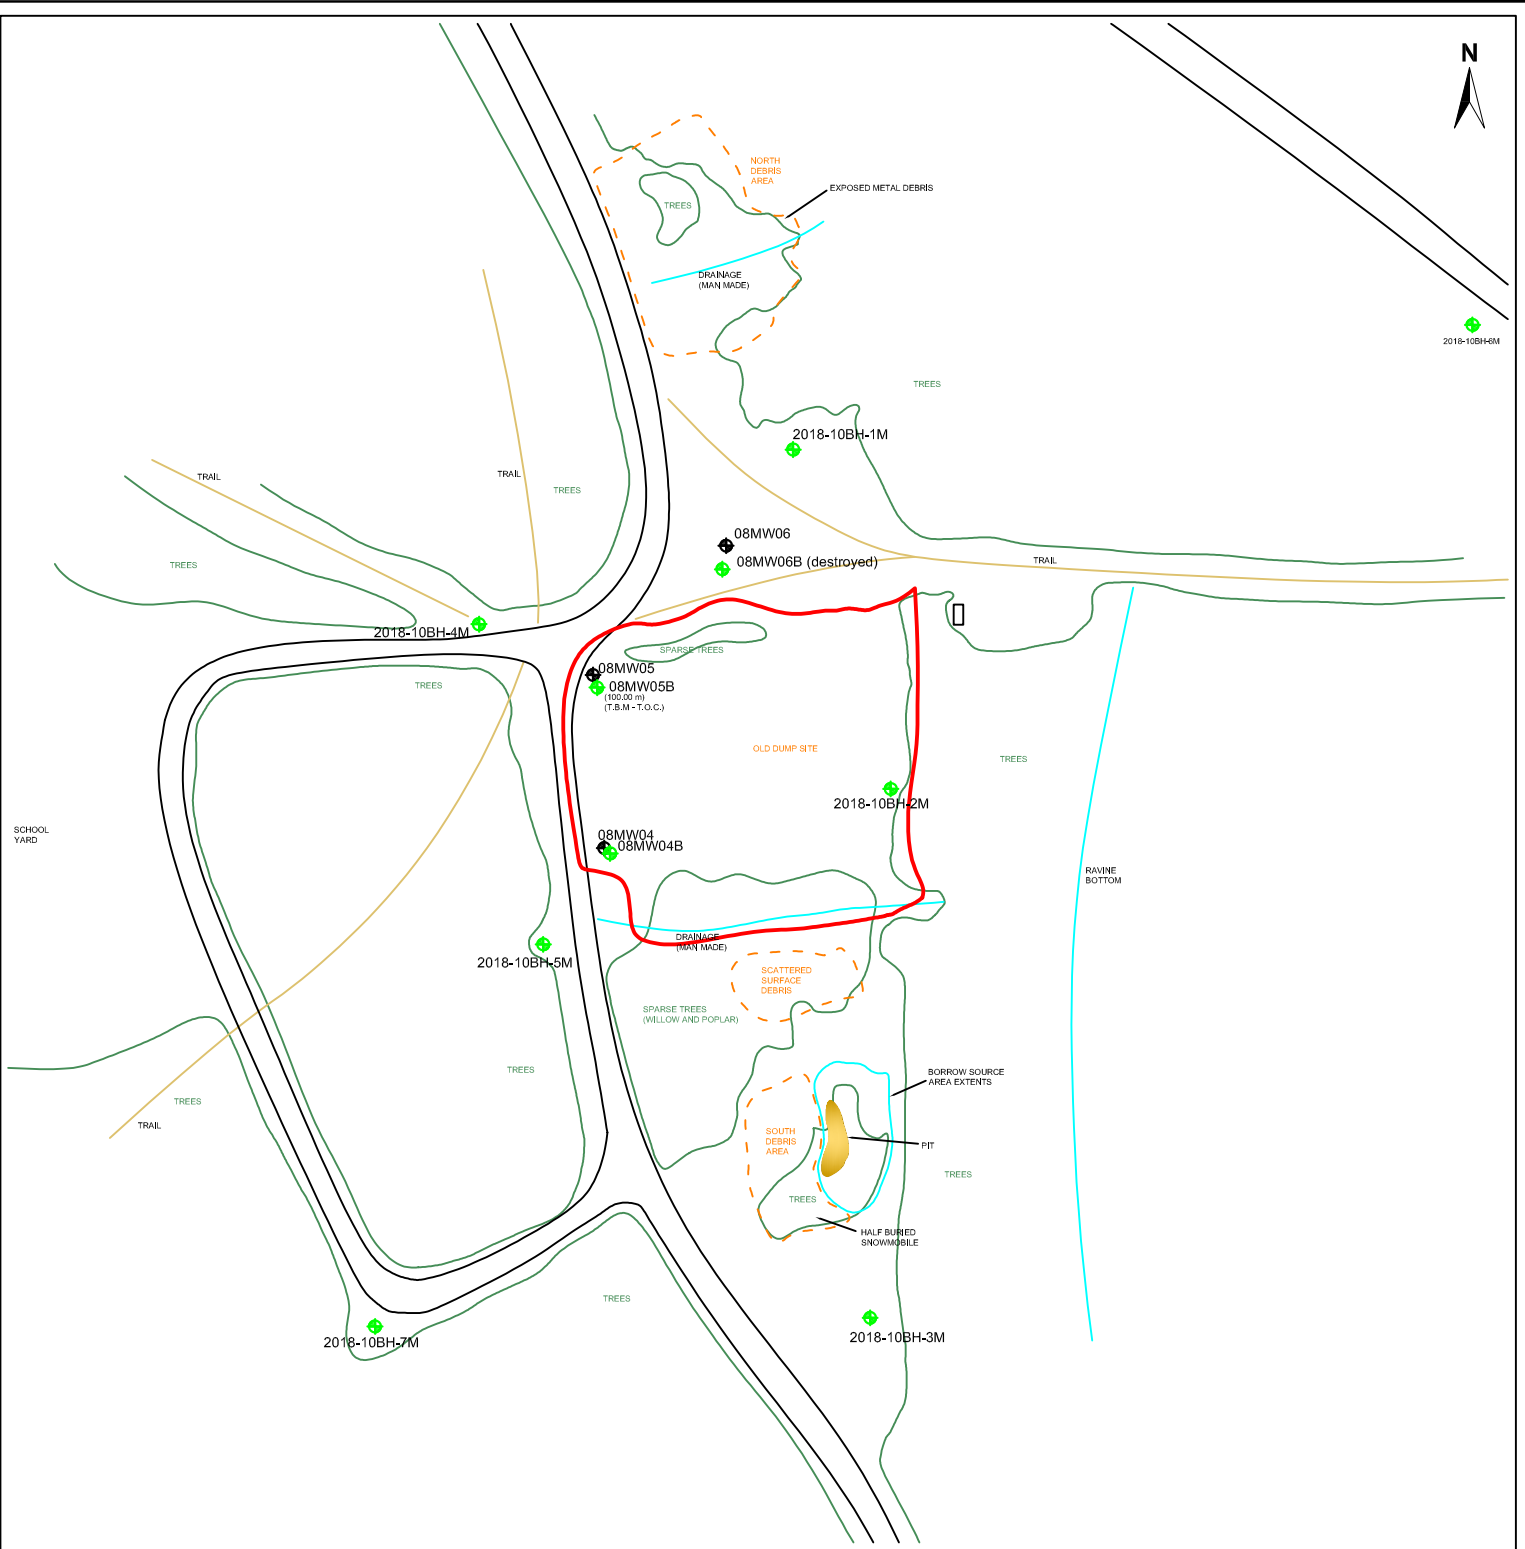 N
NORTH
DEBRIS
AREA
EXPOSED METAL DEBRIS
TREES
DRAINAGE
(MAN MADE)
2018-10BH-6M
TREES
2018-10BH-1M
TRAIL
TRAIL
TREES
08MW06
08MW06B (destroyed)
TRAIL
TREES
2018-10BH-4M
SPARSE TREES
08MW05
08MW05B
(100.00 m)
(T.B.M - T.O.C.)
TREES
OLD DUMP SITE
TREES
2018-10BH-2M
SCHOOL
YARD
08MW04
08MW04B
RAVINE
BOTTOM
DRAINAGE
(MAN MADE)
2018-10BH-5M
SCATTERED
SURFACE
DEBRIS
SPARSE TREES
(WILLOW AND POPLAR)
TREES
BORROW SOURCE
AREA EXTENTS
TREES
TRAIL
SOUTH
DEBRIS
AREA
PIT
TREES
TREES
HALF BURIED
SNOWMOBILE
TREES
2018-10BH-7M
2018-10BH-3M